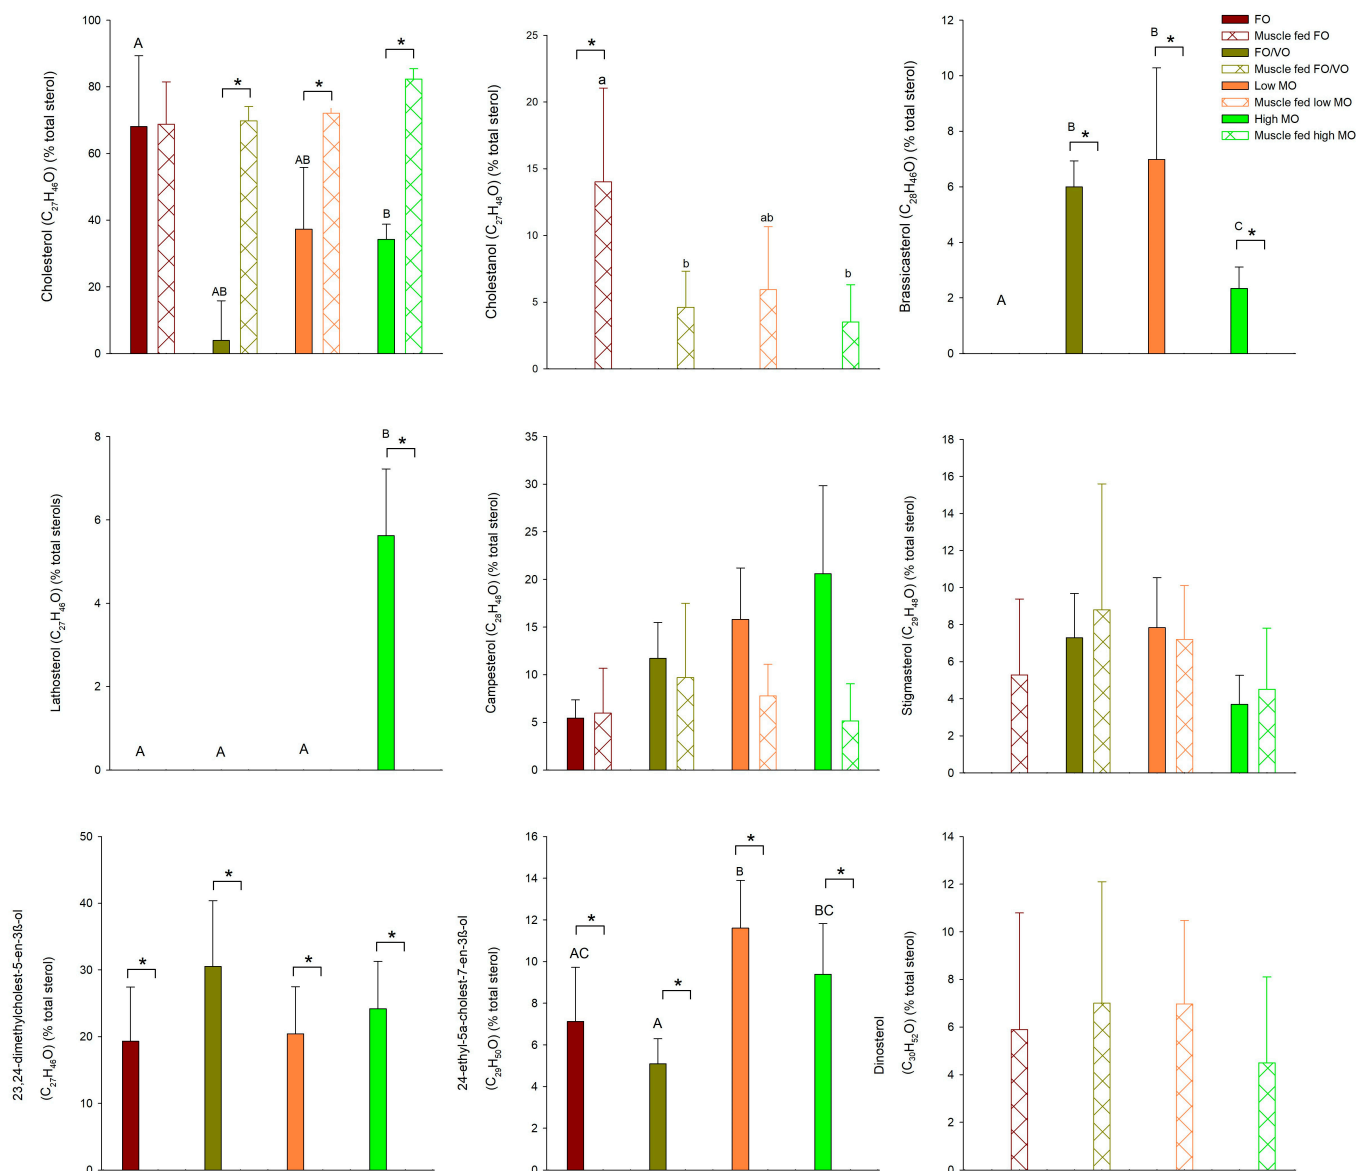 Cholesterol (C27H46O) (% total sterol)
100
80
60
40
20
0
A
AB
*
AB
*
B
*
Cholestanol (C27H48O) (% total sterol)
25
20
15
10
5
0
*
a
b
ab
b
Brassicasterol (C28H46O) (% total sterol)
12
10
8
6
4
2
0
A
B
*
B
*
C
*
FO
Muscle fed FO
FO/VO
Muscle fed FO/VO
Low MO
Muscle fed low MO
High MO
Muscle fed high MO
Lathosterol (C27H46O) (% total sterols)
8
6
4
2
0
A
A
A
B
*
Campesterol (C28H48O) (% total sterol)
35
30
25
20
15
10
5
0
Stigmasterol (C29H48O) (% total sterol)
18
16
14
12
10
8
6
4
2
0
23,24-dimethylcholest-5-en-3ß-ol
(C27H46O) (% total sterol)
50
40
30
20
10
0
*
*
*
*
24-ethyl-5a-cholest-7-en-3ß-ol
(C29H50O) (% total sterol)
16
14
12
10
8
6
4
2
0
AC
*
A
*
B
*
BC
*
Dinosterol
(C30H52O) (% total sterol)
14
12
10
8
6
4
2
0